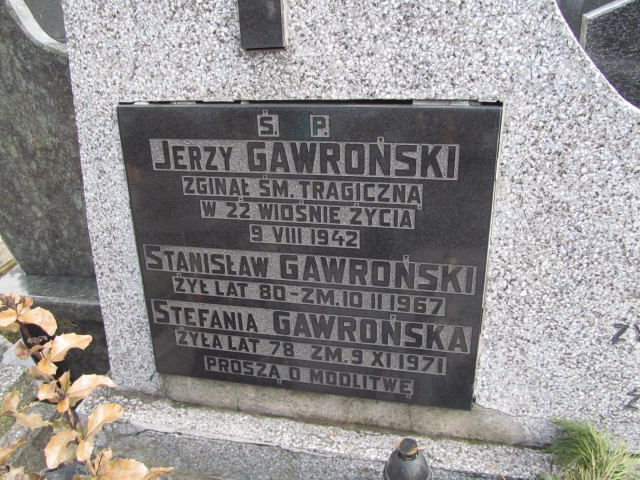 Ś. P.
JERZY GAWROŃSKI
ZGINĄŁ ŚM. TRAGICZNĄ
W 22 WIOŚNIE ŻYCIA
9 VIII 1942
STANISŁAW GAWROŃSKI
ŻYŁ LAT 80-ZM.10 II 1967
STEFANIA GAWROŃSKA
ŻYŁA LAT 78 ZM.9 XI 1971
PROSZĄ O MODLITWĘ